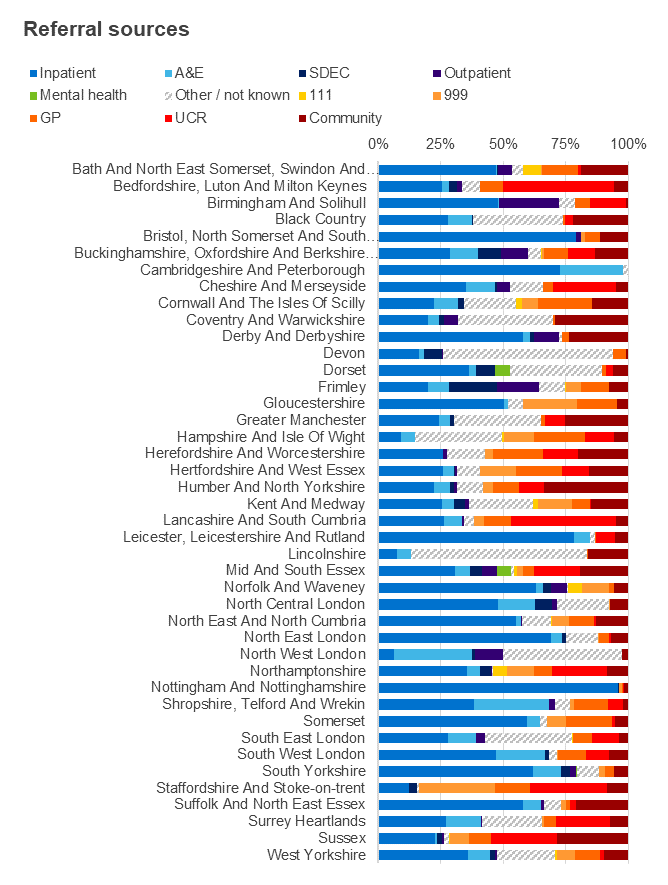 Referral sources
Inpatient A&E SDEC Outpatient
Mental health Other / not known 111 999
GP UCR Community
0% 25% 50% 75% 100%
Bath And North East Somerset, Swindon And…
Bedfordshire, Luton And Milton Keynes
Birmingham And Solihull
Black Country
Bristol, North Somerset And South…
Buckinghamshire, Oxfordshire And Berkshire…
Cambridgeshire And Peterborough
Cheshire And Merseyside
Cornwall And The Isles Of Scilly
Coventry And Warwickshire
Derby And Derbyshire
Devon
Dorset
Frimley
Gloucestershire
Greater Manchester
Hampshire And Isle Of Wight
Herefordshire And Worcestershire
Hertfordshire And West Essex
Humber And North Yorkshire
Kent And Medway
Lancashire And South Cumbria
Leicester, Leicestershire And Rutland
Lincolnshire
Mid And South Essex
Norfolk And Waveney
North Central London
North East And North Cumbria
North East London
North West London
Northamptonshire
Nottingham And Nottinghamshire
Shropshire, Telford And Wrekin
Somerset
South East London
South West London
South Yorkshire
Staffordshire And Stoke-on-trent
Suffolk And North East Essex
Surrey Heartlands
Sussex
West Yorkshire